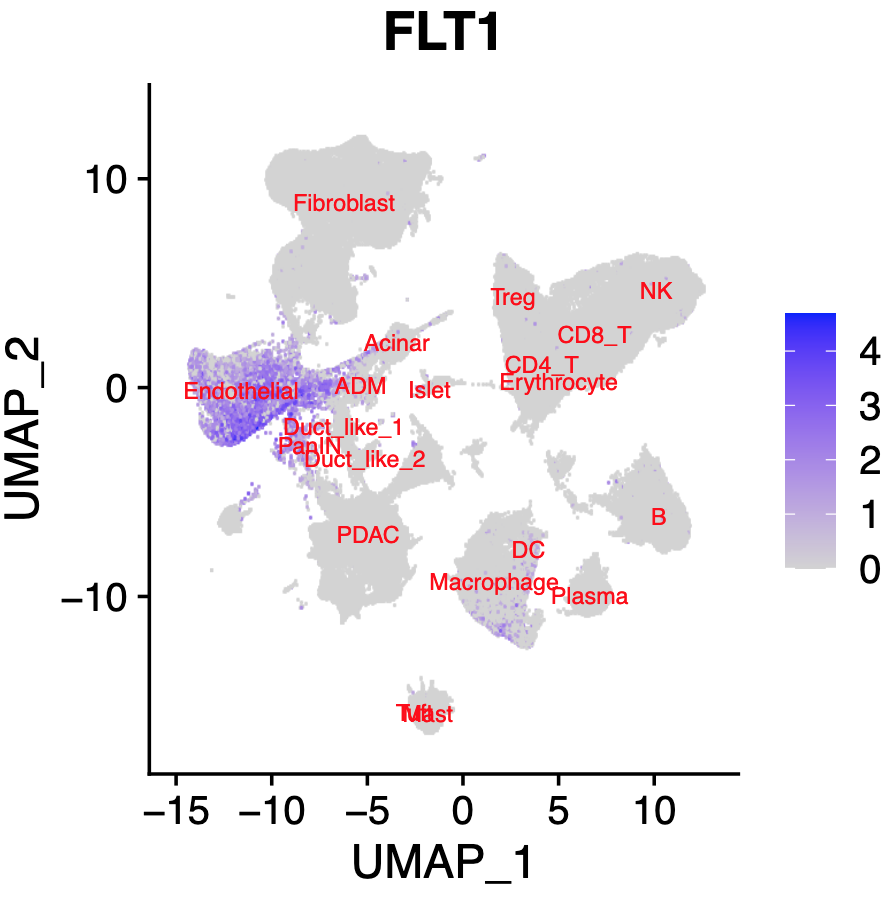 FLT1
UMAP_2
10
0
−10
Fibroblast
Treg
NK
CD8_T
Acinar
CD4_T
Erythrocyte
Endothelial
ADM
Islet
Duct_like_1
PanIN
Duct_like_2
PDAC
B
DC
Macrophage
Plasma
Mast
4
3
2
1
0
−15
−10
−5
0
5
10
UMAP_1